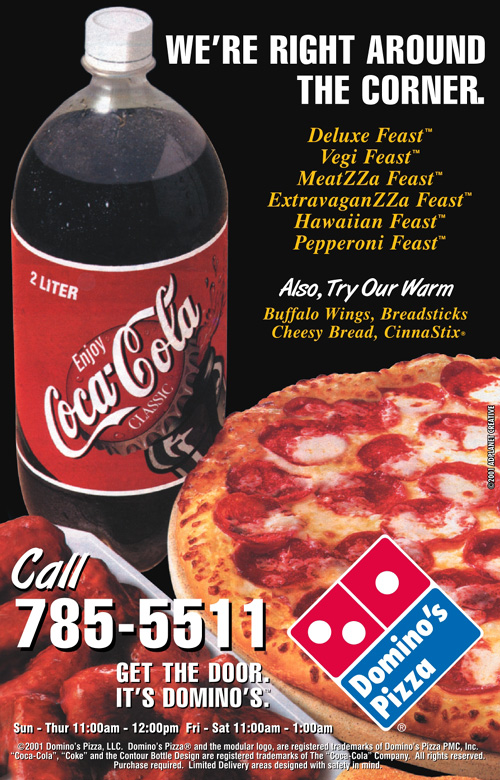 WE'RE RIGHT AROUND
THE CORNER.
Deluxe Feast™
Vegi Feast™
MeatZZa Feast™
ExtravaganZZa Feast™
Hawaiian Feast™
Pepperoni Feast™
Also, Try Our Warm
Buffalo Wings, Breadsticks
Cheesy Bread, CinnaStix®
2 LITER
Enjoy
Coca-Cola
CLASSIC
©2001 ADPLANET CREATIVE
Call
785-5511
GET THE DOOR.
IT'S DOMINO'S.™
Domino's
Pizza
®
Sun - Thur 11:00am - 12:00pm Fri - Sat 11:00am - 1:00am
©2001 Domino's Pizza, LLC. Domino's Pizza® and the modular logo, are registered trademarks of Domino's Pizza PMC, Inc.
"Coca-Cola", "Coke" and the Contour Bottle Design are registered trademarks of The "Coca-Cola" Company. All rights reserved.
Purchase required. Limited Delivery areas designed with safety in mind.